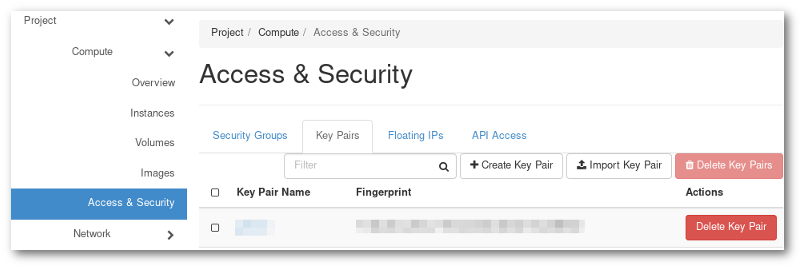 Project
Compute
Overview
Instances
Volumes
Images
Access & Security
Network
Project / Compute / Access & Security
Access & Security
Security Groups Key Pairs Floating IPs API Access
Filter Create Key Pair Import Key Pair Delete Key Pairs
Key Pair Name Fingerprint Actions
Delete Key Pair